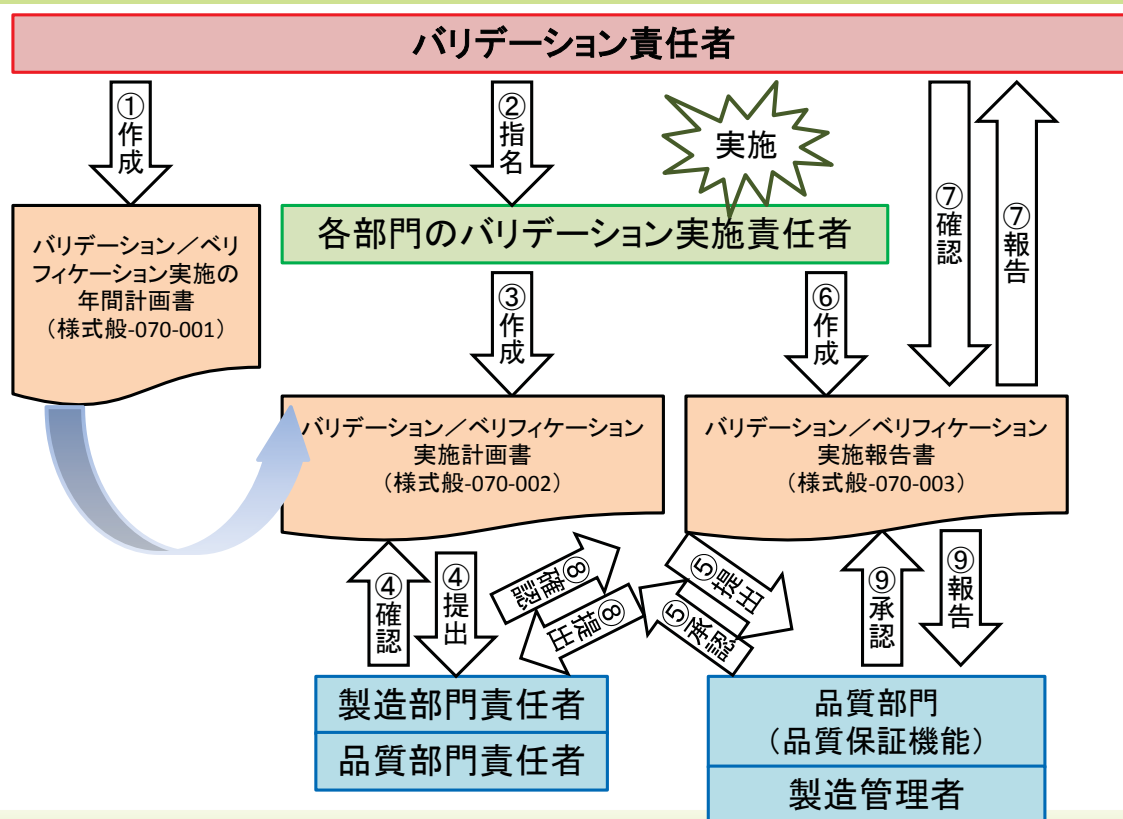 バリデーション責任者
①作成
②指名
実施
⑦確認
⑦報告
バリデーション／ベリ
フィケーション実施の
年間計画書
（様式般-070-001）
各部門のバリデーション実施責任者
③作成
⑥作成
バリデーション／ベリフィケーション
実施計画書
（様式般-070-002）
バリデーション／ベリフィケーション
実施報告書
（様式般-070-003）
④確認
④提出
⑧確認
⑧提出
⑤提出
⑤承認
⑨承認
⑨報告
製造部門責任者
品質部門責任者
品質部門
（品質保証機能）
製造管理者